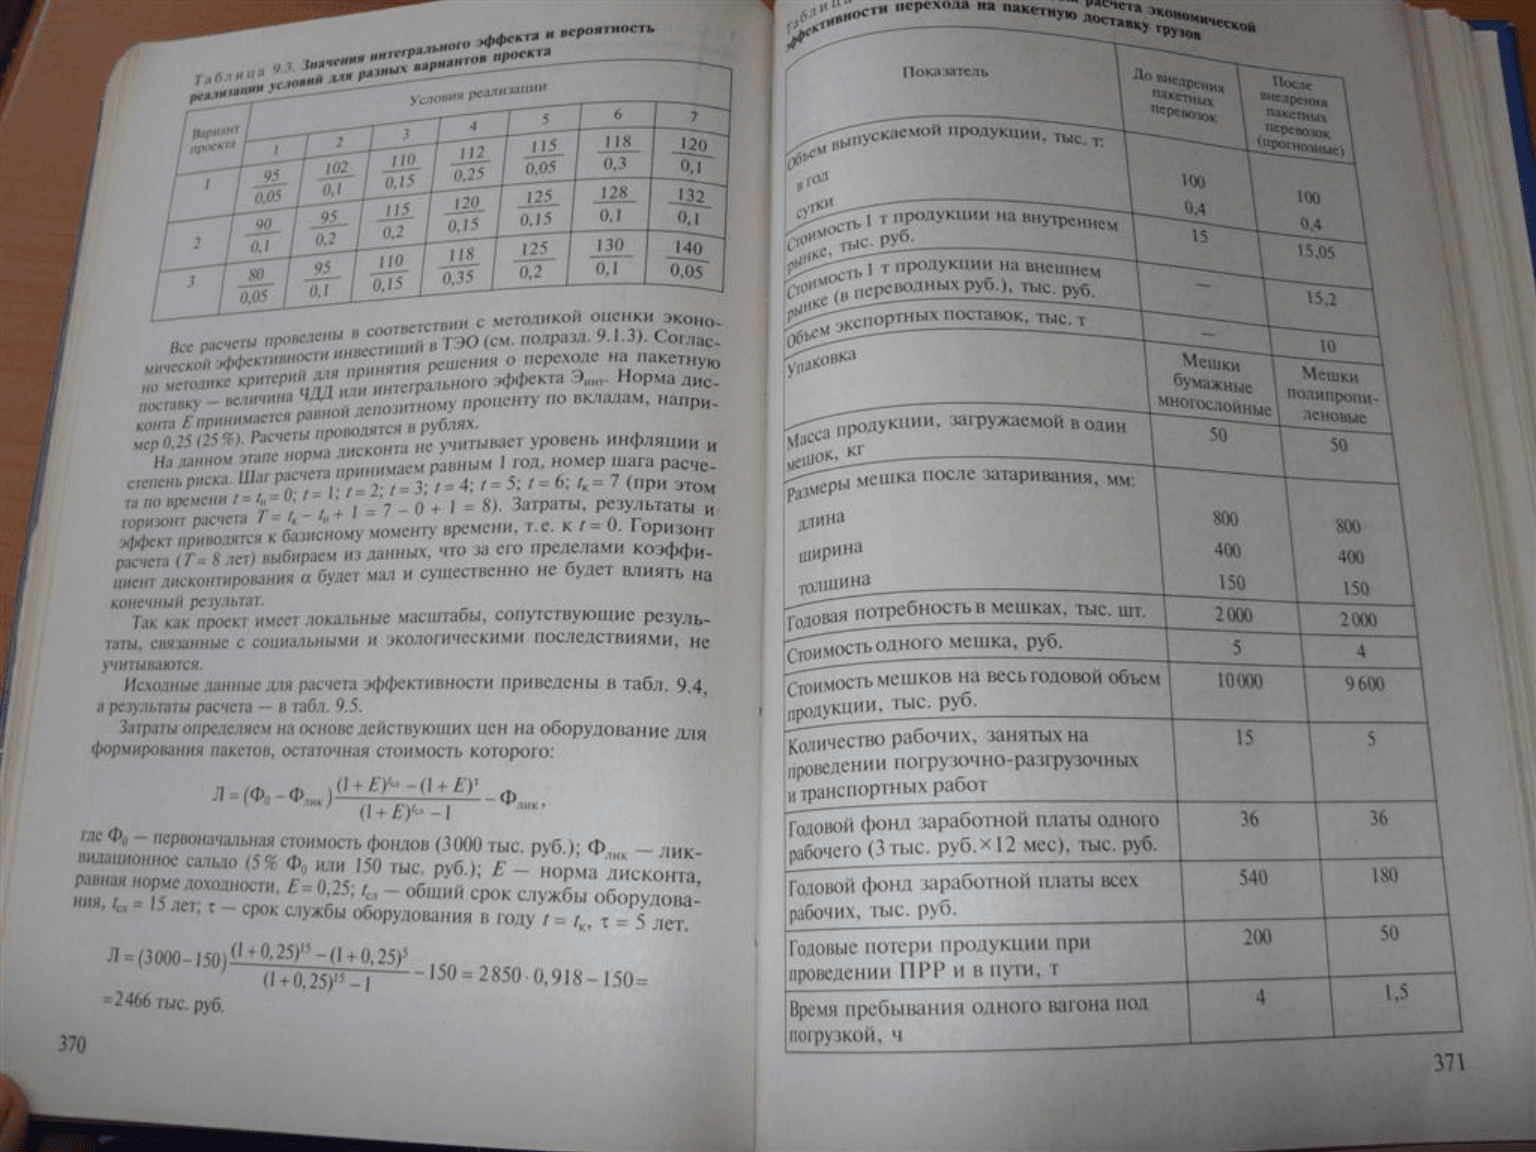 Таблица 9.3. Значения интегрального эффекта и вероятность
реализации условий для разных вариантов проекта
Вариант проекта
Условия реализации
1 2 3 4 5 6 7
1 95/0,05 102/0,1 110/0,15 112/0,25 115/0,05 118/0,3 120/0,1
2 90/0,1 95/0,2 115/0,2 120/0,15 125/0,15 128/0,1 132/0,1
3 80/0,05 95/0,1 110/0,15 118/0,35 125/0,2 130/0,1 140/0,05
Все расчеты проведены в соответствии с методикой оценки эконо-
мической эффективности инвестиций в ТЭО (см. подразд. 9.1.3). Соглас-
но методике критерий для принятия решения о переходе на пакетную
поставку — величина ЧДД или интегрального эффекта Эинт. Норма дис-
конта E принимается равной депозитному проценту по вкладам, напри-
мер 0,25 (25 %). Расчеты проводятся в рублях.
На данном этапе норма дисконта не учитывает уровень инфляции и
степень риска. Шаг расчета принимаем равным 1 год, номер шага расче-
та по времени t = tн = 0; t = 1; t = 2; t = 3; t = 4; t = 5; t = 6; tк = 7 (при этом
горизонт расчета T = tк – tн + 1 = 7 – 0 + 1 = 8). Затраты, результаты и
эффект приводятся к базисному моменту времени, т. е. к t = 0. Горизонт
расчета (T = 8 лет) выбираем из данных, что за его пределами коэффи-
циент дисконтирования α будет мал и существенно не будет влиять на
конечный результат.
Так как проект имеет локальные масштабы, сопутствующие резуль-
таты, связанные с социальными и экологическими последствиями, не
учитываются.
Исходные данные для расчета эффективности приведены в табл. 9.4,
а результаты расчета — в табл. 9.5.
Затраты определяем на основе действующих цен на оборудование для
формирования пакетов, остаточная стоимость которого:
Л = (Ф0 – Флик) ((1 + E)^tсл – (1 + E)^τ) / ((1 + E)^tсл – 1) – Флик,
где Ф0 — первоначальная стоимость фондов (3000 тыс. руб.); Флик — лик-
видационное сальдо (5 % Ф0 или 150 тыс. руб.); E — норма дисконта,
равная норме доходности, E = 0,25; tсл — общий срок службы оборудова-
ния, tсл = 15 лет; τ — срок службы оборудования в году t = tк, τ = 5 лет.
Л = (3000 – 150) ((1 + 0,25)^15 – (1 + 0,25)^5) / ((1 + 0,25)^15 – 1) – 150 = 2850 · 0,918 – 150 =
= 2466 тыс. руб.
370
расчета экономической
эффективности перехода на пакетную доставку грузов
Показатель
До внедрения пакетных перевозок
После внедрения пакетных перевозок (прогнозные)
Объем выпускаемой продукции, тыс. т:
в год 100 100
сутки 0,4 0,4
Стоимость 1 т продукции на внутреннем 15 15,05
рынке, тыс. руб.
Стоимость 1 т продукции на внешнем — 15,2
рынке (в переводных руб.), тыс. руб.
Объем экспортных поставок, тыс. т — 10
Упаковка Мешки бумажные многослойные Мешки полипропи-леновые
Масса продукции, загружаемой в один 50 50
мешок, кг
Размеры мешка после затаривания, мм:
длина 800 800
ширина 400 400
толщина 150 150
Годовая потребность в мешках, тыс. шт. 2 000 2 000
Стоимость одного мешка, руб. 5 4
Стоимость мешков на весь годовой объем 10 000 9 600
продукции, тыс. руб.
Количество рабочих, занятых на 15 5
проведении погрузочно-разгрузочных
и транспортных работ
Годовой фонд заработной платы одного 36 36
рабочего (3 тыс. руб. × 12 мес), тыс. руб.
Годовой фонд заработной платы всех 540 180
рабочих, тыс. руб.
Годовые потери продукции при 200 50
проведении ПРР и в пути, т
Время пребывания одного вагона под 4 1,5
погрузкой, ч
371